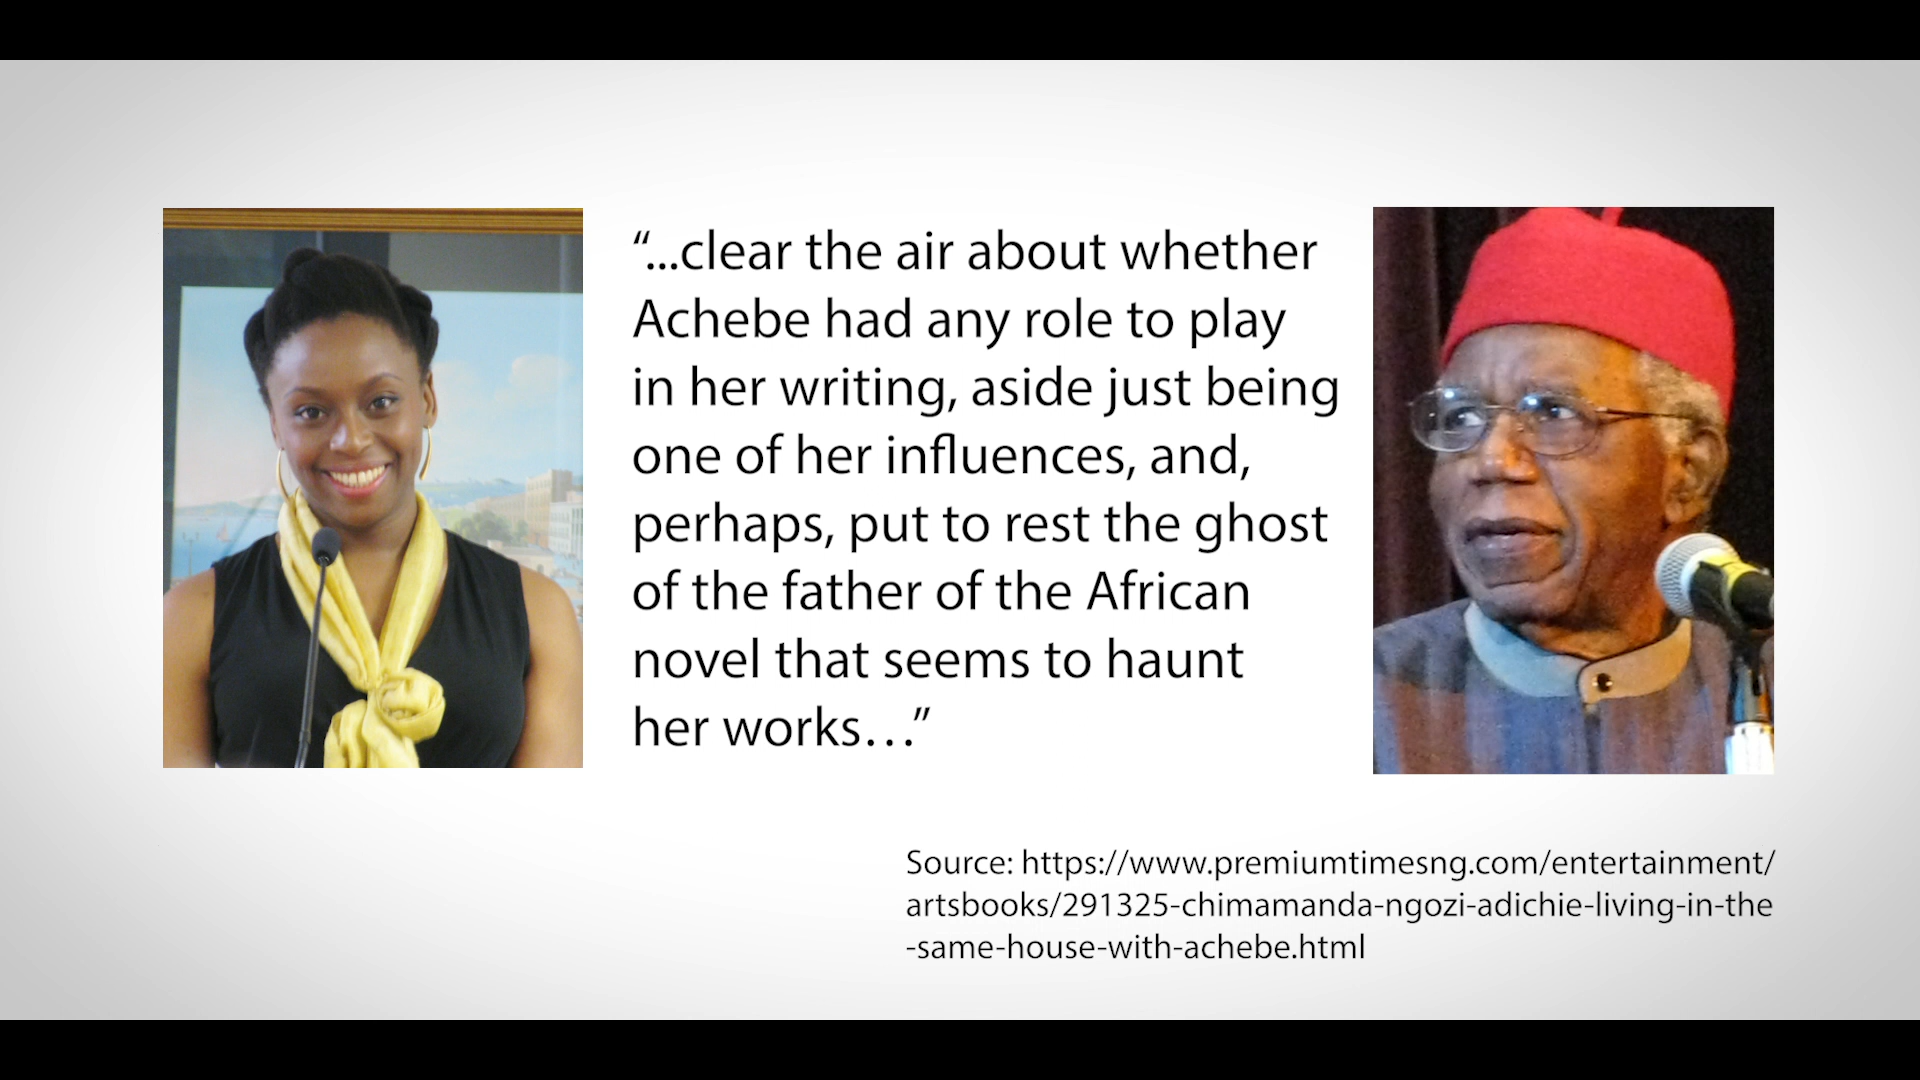 “...clear the air about whether
Achebe had any role to play
in her writing, aside just being
one of her influences, and,
perhaps, put to rest the ghost
of the father of the African
novel that seems to haunt
her works…”
Source: https://www.premiumtimesng.com/entertainment/
artsbooks/291325-chimamanda-ngozi-adichie-living-in-the
-same-house-with-achebe.html